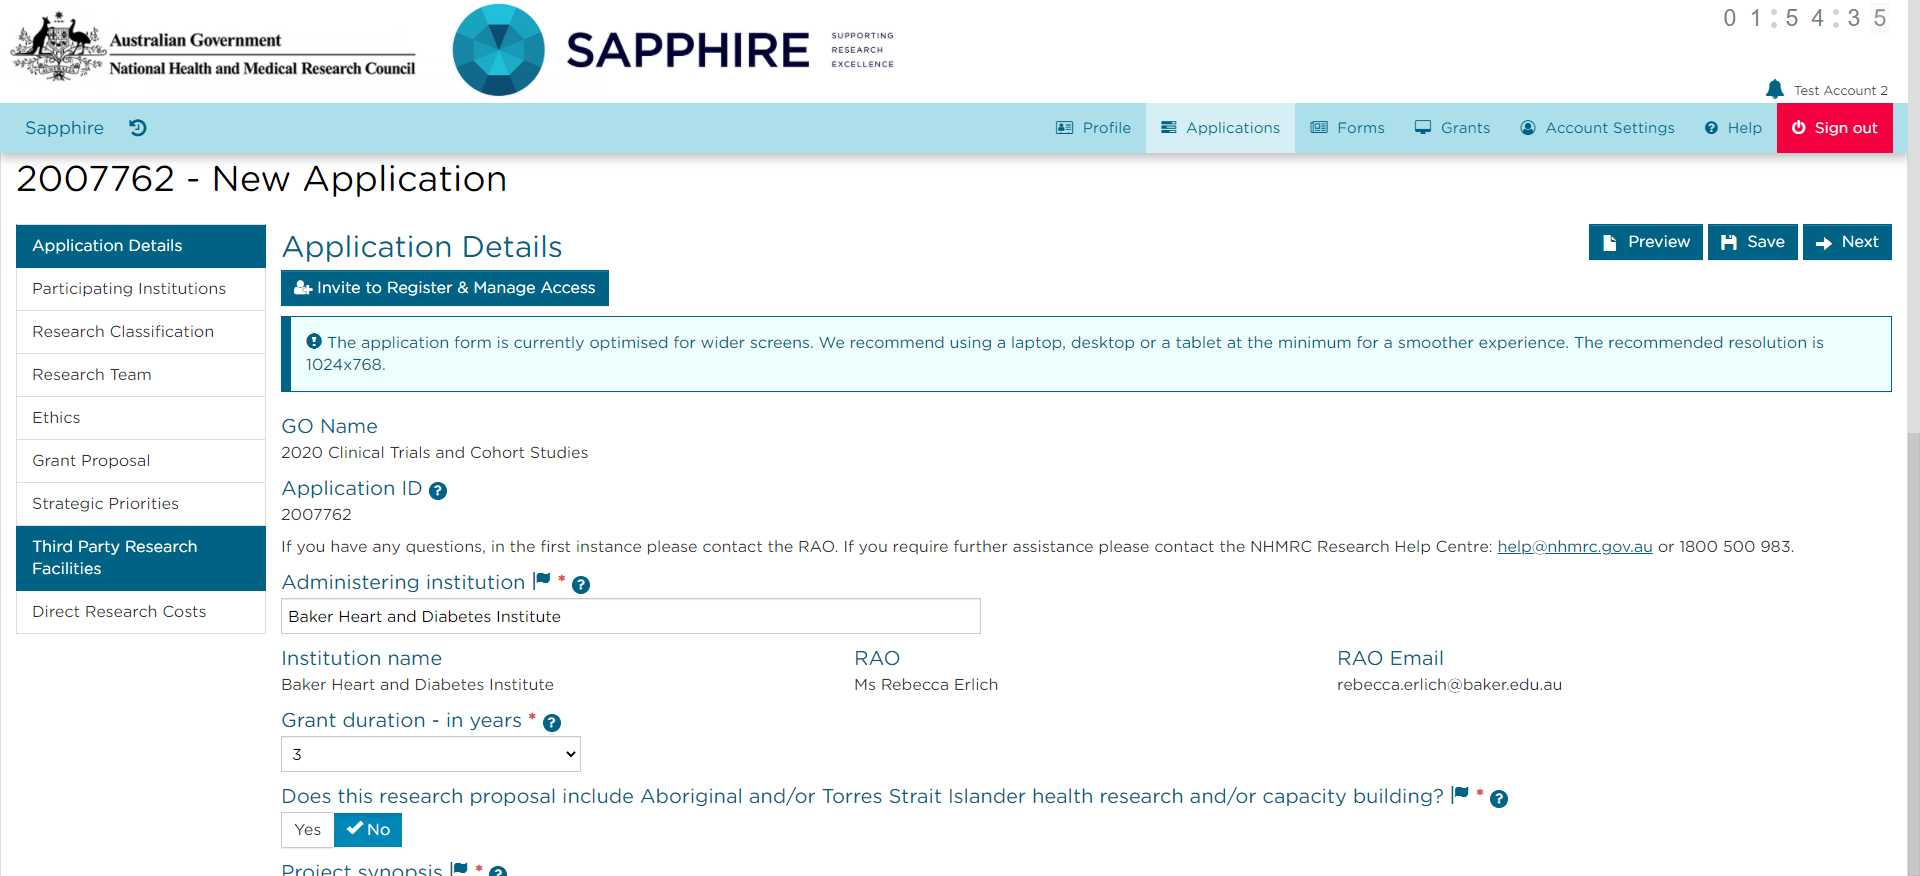 Australian Government
National Health and Medical Research Council
SAPPHIRE
SUPPORTING
RESEARCH
EXCELLENCE
01:54:35
Test Account 2
Sapphire
Profile
Applications
Forms
Grants
Account Settings
Help
Sign out
2007762 - New Application
Application Details
Participating Institutions
Research Classification
Research Team
Ethics
Grant Proposal
Strategic Priorities
Third Party Research
Facilities
Direct Research Costs
Application Details
Preview
Save
Next
Invite to Register & Manage Access
The application form is currently optimised for wider screens. We recommend using a laptop, desktop or a tablet at the minimum for a smoother experience. The recommended resolution is
1024x768.
GO Name
2020 Clinical Trials and Cohort Studies
Application ID ?
2007762
If you have any questions, in the first instance please contact the RAO. If you require further assistance please contact the NHMRC Research Help Centre: help@nhmrc.gov.au or 1800 500 983.
Administering institution * ?
Baker Heart and Diabetes Institute
Institution name
Baker Heart and Diabetes Institute
RAO
Ms Rebecca Erlich
RAO Email
rebecca.erlich@baker.edu.au
Grant duration - in years * ?
3
Does this research proposal include Aboriginal and/or Torres Strait Islander health research and/or capacity building? * ?
Yes
No
Project synopsis * ?